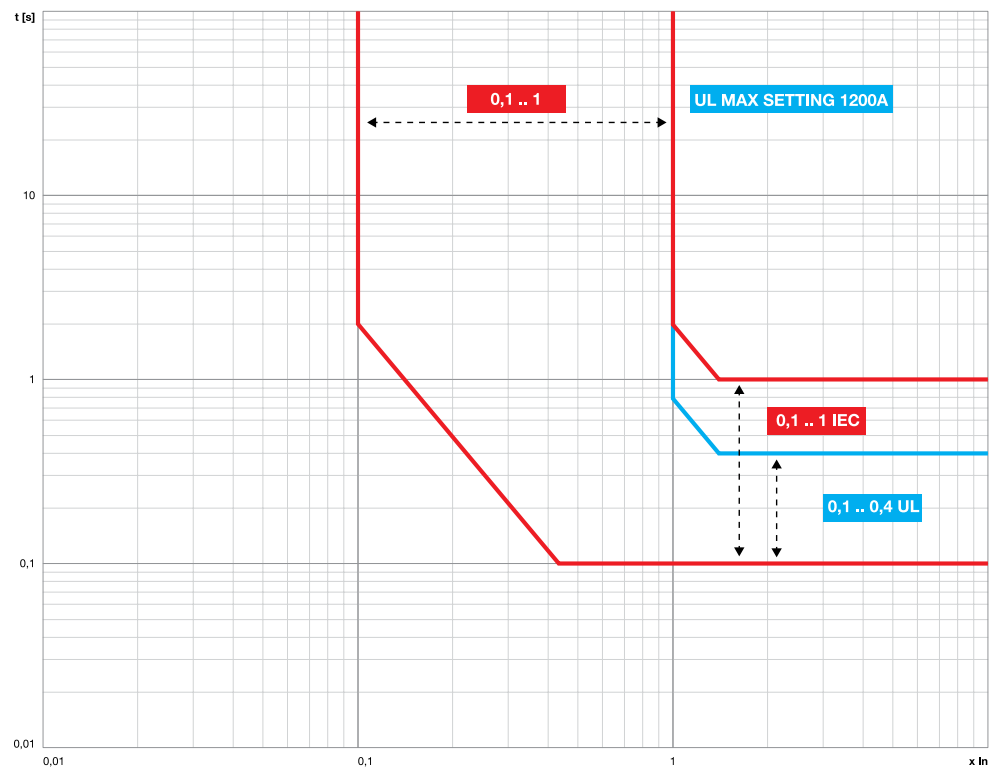 t [s]
0,1 .. 1
UL MAX SETTING 1200A
10
1
0,1 .. 1 IEC
0,1 .. 0,4 UL
0,1
0,01
0,01
0,1
1
x In